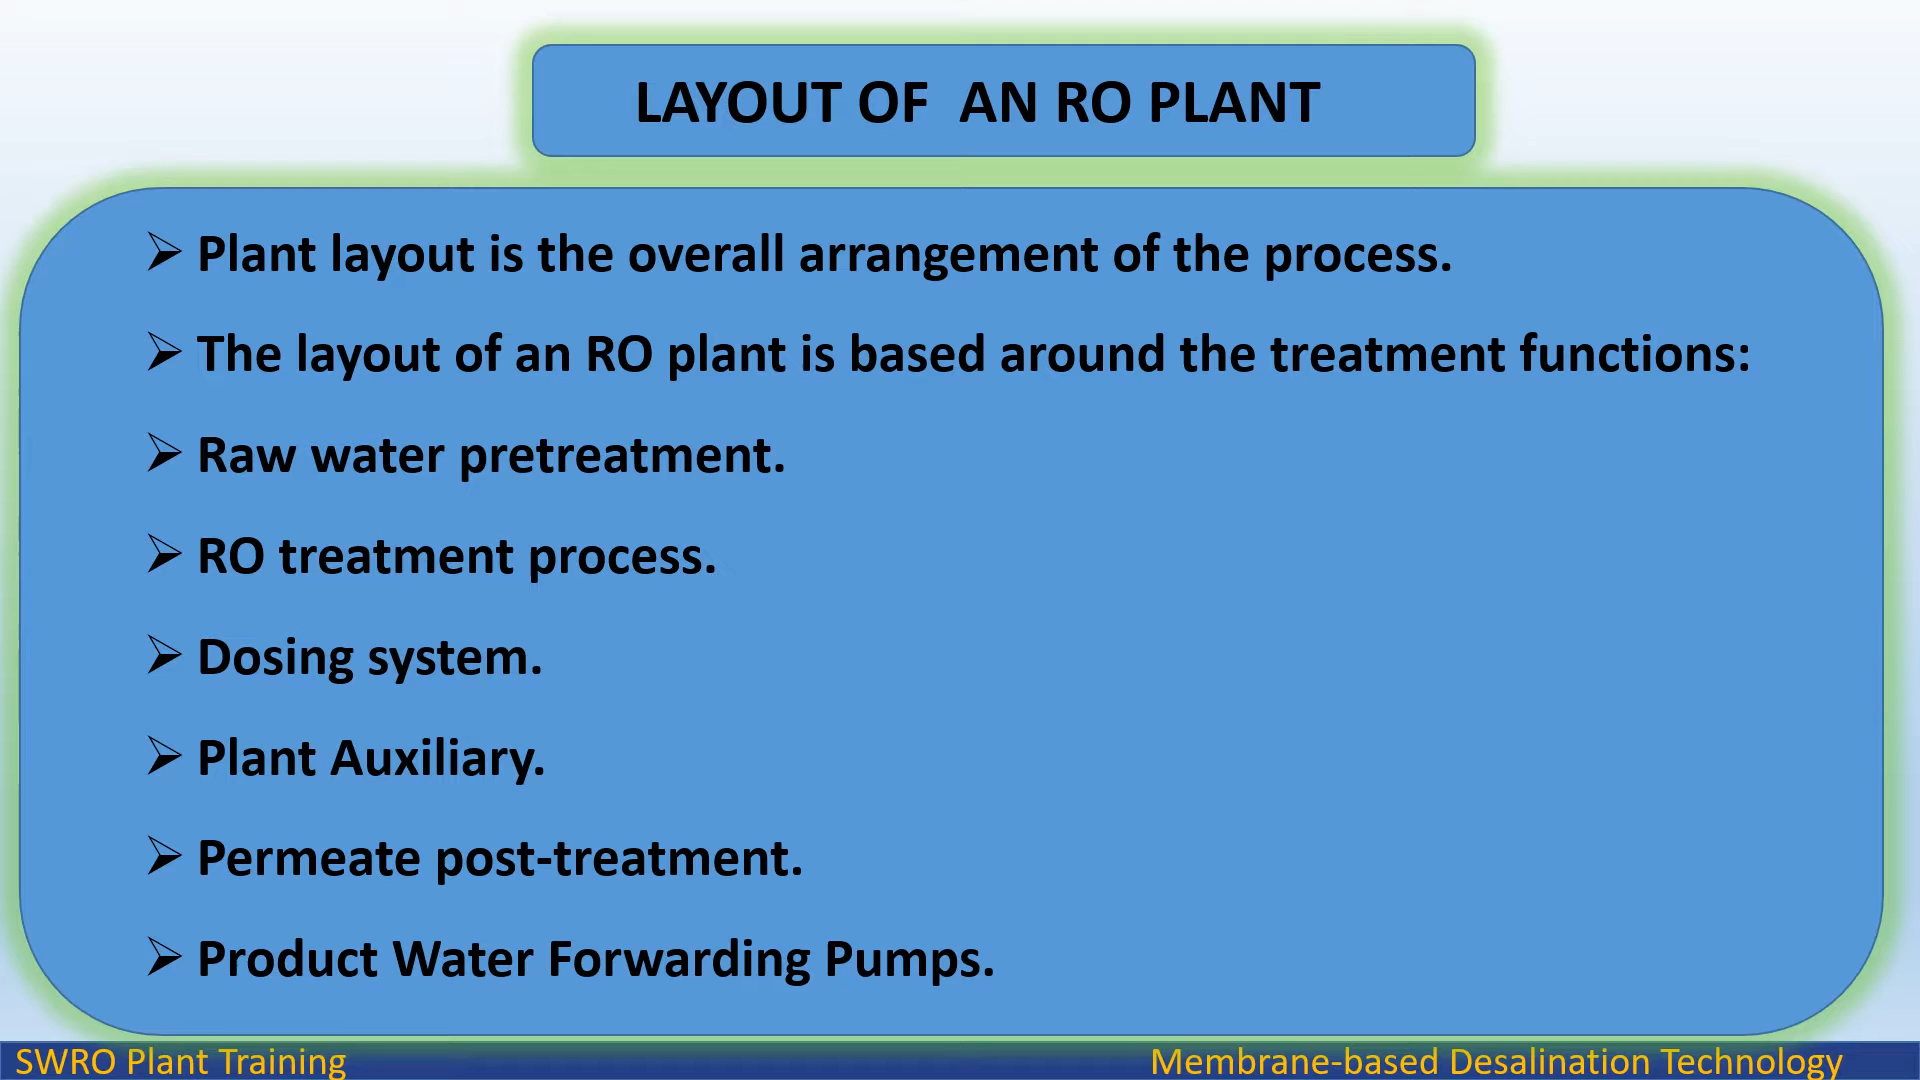 LAYOUT OF  AN RO PLANT
➢ Plant layout is the overall arrangement of the process.
➢ The layout of an RO plant is based around the treatment functions:
➢ Raw water pretreatment.
➢ RO treatment process.
➢ Dosing system.
➢ Plant Auxiliary.
➢ Permeate post-treatment.
➢ Product Water Forwarding Pumps.
SWRO Plant Training
Membrane-based Desalination Technology